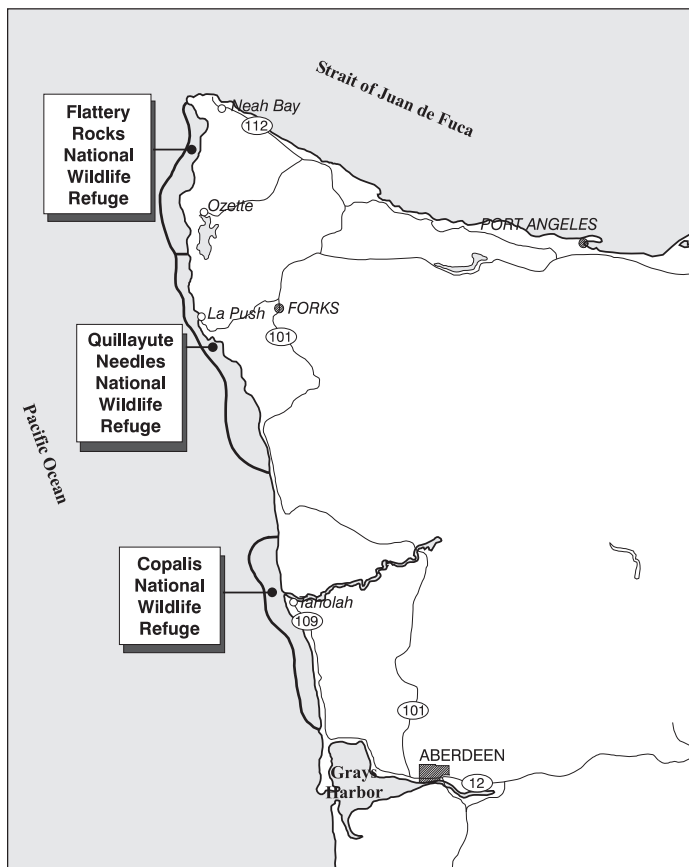 Strait of Juan de Fuca
Neah Bay
112
Flattery
Rocks
National
Wildlife
Refuge
Ozette
PORT ANGELES
La Push
FORKS
101
Quillayute
Needles
National
Wildlife
Refuge
Pacific Ocean
Copalis
National
Wildlife
Refuge
Taholah
109
101
ABERDEEN
Grays
Harbor
12